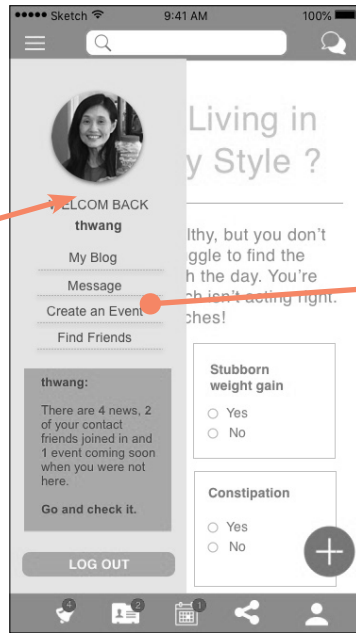 Sketch 9:41 AM 100%
Living in
y Style ?
WELCOM BACK
thwang
My Blog
Message
Create an Event
Find Friends
lthy, but you don't
ggle to find the
h the day. You're
ch isn't acting right.
ches!
thwang:
There are 4 news, 2
of your contact
friends joined in and
1 event coming soon
when you were not
here.
Go and check it.
LOG OUT
Stubborn
weight gain
Yes
No
Constipation
Yes
No
4 2 1